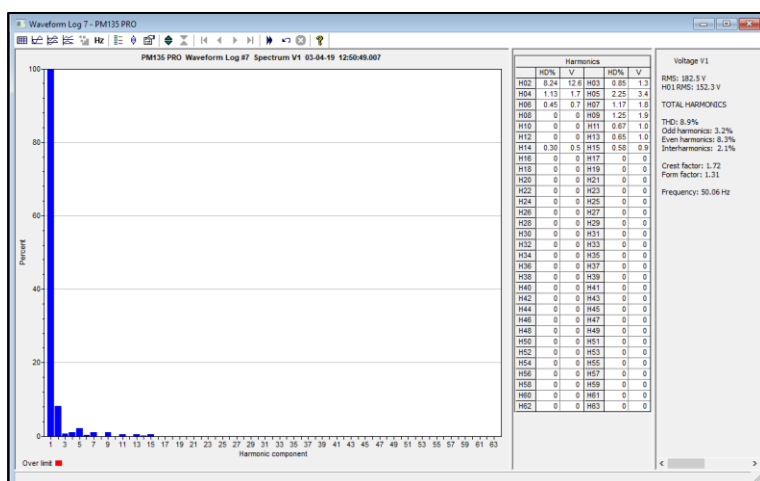 Waveform Log 7 - PM135 PRO
Hz
PM135 PRO Waveform Log #7 Spectrum V1 03-04-19 12:50:49.007
100
80
60
40
20
0
Percent
1 3 5 7 9 11 13 15 17 19 21 23 25 27 29 31 33 35 37 39 41 43 45 47 49 51 53 55 57 59 61 63
Harmonic component
Over limit
Harmonics
HD% V HD% V
H02 8.24 12.6 H03 0.85 1.3
H04 1.13 1.7 H05 2.25 3.4
H06 0.45 0.7 H07 1.17 1.8
H08 0 0 H09 1.25 1.9
H10 0 0 H11 0.67 1.0
H12 0 0 H13 0.65 1.0
H14 0.30 0.5 H15 0.58 0.9
H16 0 0 H17 0 0
H18 0 0 H19 0 0
H20 0 0 H21 0 0
H22 0 0 H23 0 0
H24 0 0 H25 0 0
H26 0 0 H27 0 0
H28 0 0 H29 0 0
H30 0 0 H31 0 0
H32 0 0 H33 0 0
H34 0 0 H35 0 0
H36 0 0 H37 0 0
H38 0 0 H39 0 0
H40 0 0 H41 0 0
H42 0 0 H43 0 0
H44 0 0 H45 0 0
H46 0 0 H47 0 0
H48 0 0 H49 0 0
H50 0 0 H51 0 0
H52 0 0 H53 0 0
H54 0 0 H55 0 0
H56 0 0 H57 0 0
H58 0 0 H59 0 0
H60 0 0 H61 0 0
H62 0 0 H63 0 0
Voltage V1
RMS: 182.5 V
H01 RMS: 152.3 V
TOTAL HARMONICS
THD: 8.9%
Odd harmonics: 3.2%
Even harmonics: 8.3%
Interharmonics: 2.1%
Crest factor: 1.72
Form factor: 1.31
Frequency: 50.06 Hz